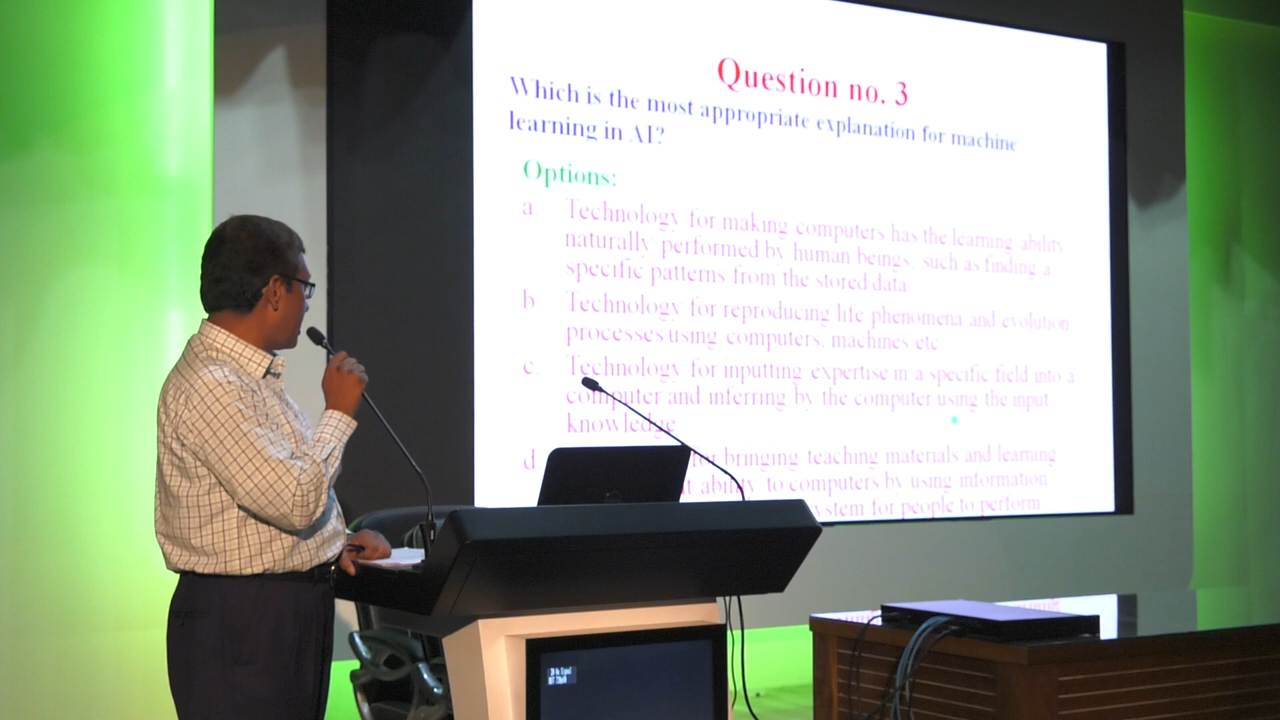 Question no. 3
Which is the most appropriate explanation for machine
learning in AI?
Options:
a. Technology for making computers has the learning ability
naturally performed by human beings, such as finding a
specific patterns from the stored data
b. Technology for reproducing life phenomena and evolution
processes using computers, machines etc
c. Technology for inputting expertise in a specific field into a
computer and inferring by the computer using the input
knowledge
d for bringing teaching materials and learning
ability to computers by using information
for people to perform